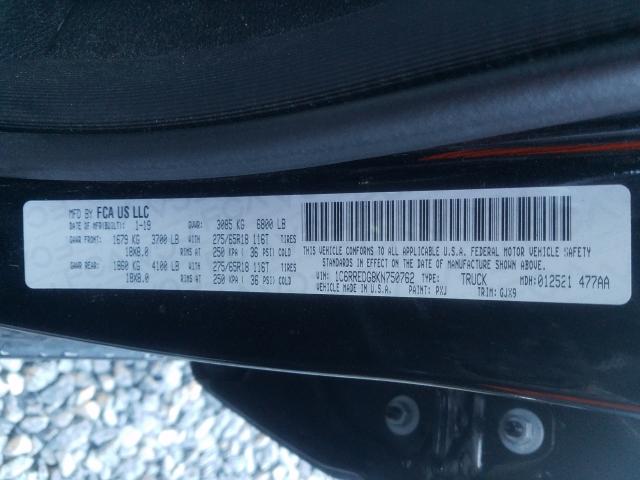 MFD BY FCA US LLC
DATE OF MFR(BUILT): 1-19 GVWR: 3085 KG 6800 LB
GAWR FRONT: 1679 KG 3700 LB WITH 275/65R18 116T TIRES
18X8.0 RIMS AT 250 KPA ( 36 PSI) COLD
GAWR REAR: 1860 KG 4100 LB WITH 275/65R18 116T TIRES
18X8.0 RIMS AT 250 KPA ( 36 PSI) COLD
THIS VEHICLE CONFORMS TO ALL APPLICABLE U.S.A. FEDERAL MOTOR VEHICLE SAFETY
STANDARDS IN EFFECT ON THE DATE OF MANUFACTURE SHOWN ABOVE.
VIN: 1C6RREDG8KN750762 TYPE: TRUCK MDH: 012521 477AA
VEHICLE MADE IN U.S.A. PAINT: PXJ TRIM: GJX9